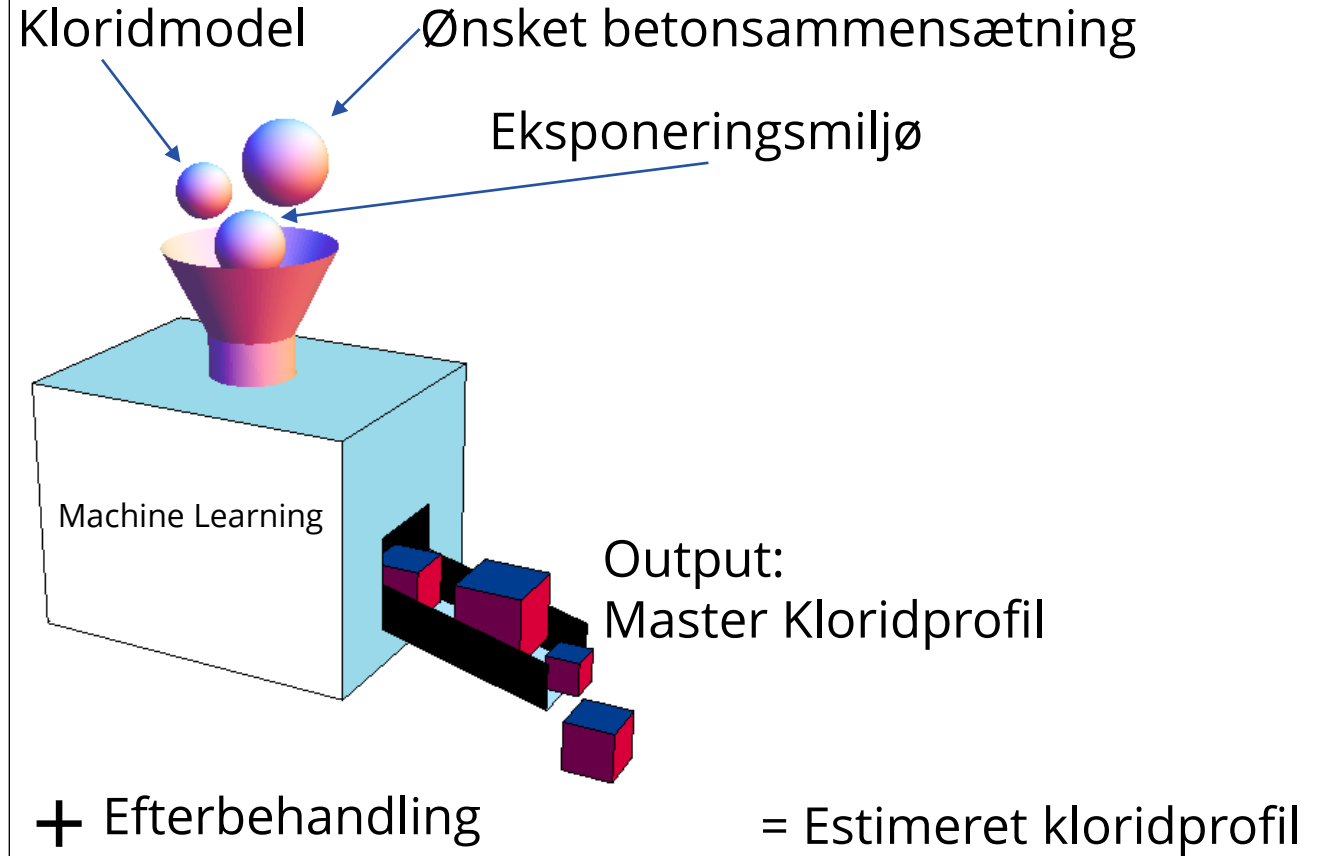 Kloridmodel
Ønsket betonsammensætning
Eksponeringsmiljø
Machine Learning
Output:
Master Kloridprofil
+ Efterbehandling
= Estimeret kloridprofil